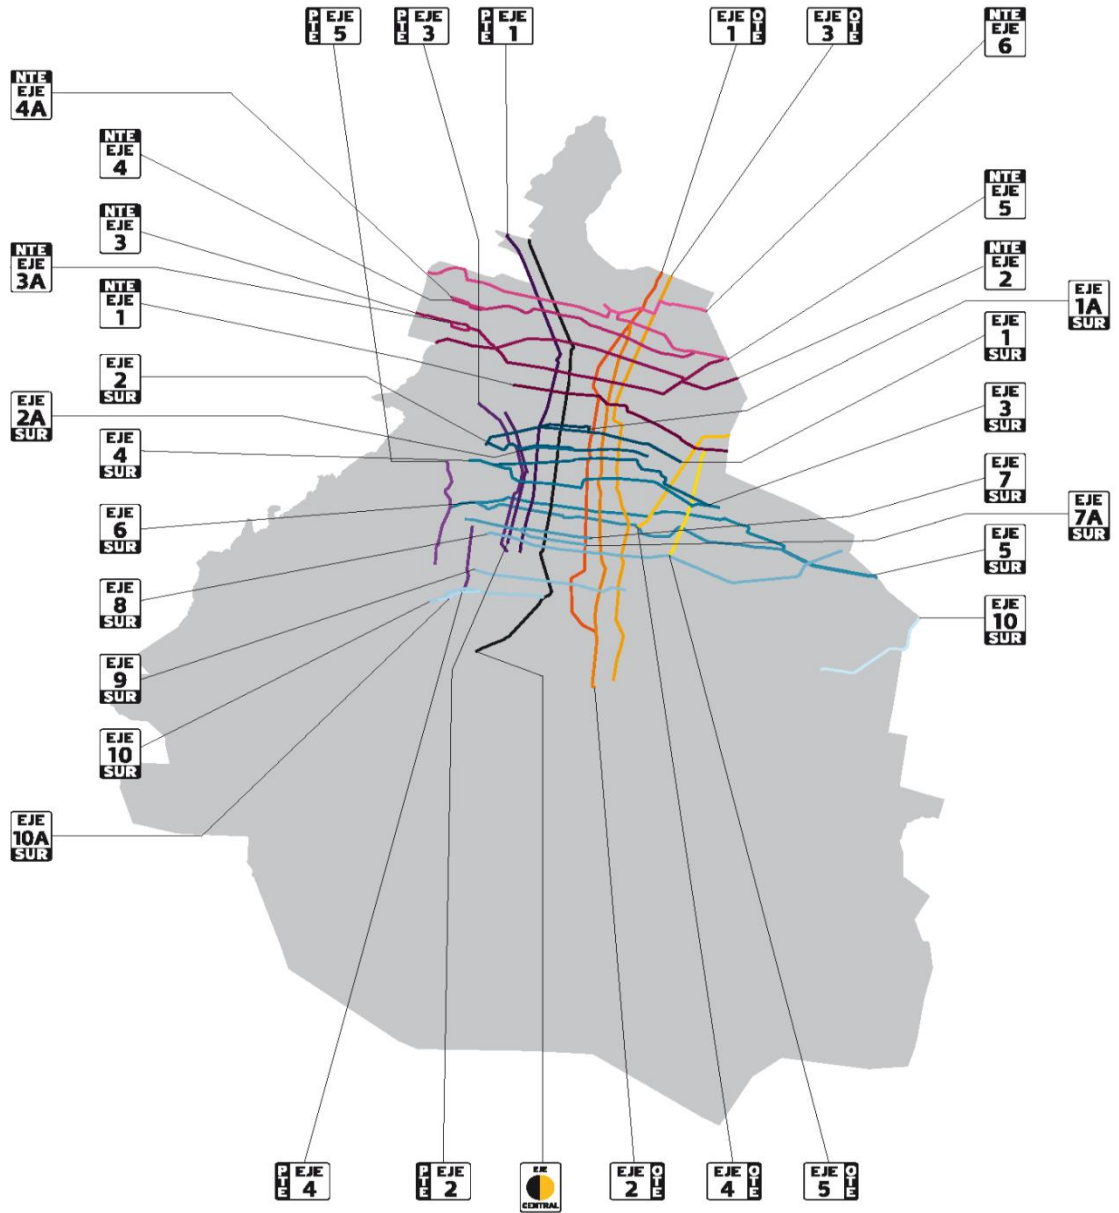 PTE EJE 5
PTE EJE 3
PTE EJE 1
EJE 1 OTE
EJE 3 OTE
NTE
EJE
6
NTE
EJE
4A
NTE
EJE
4
NTE
EJE
5
NTE
EJE
3
NTE
EJE
3A
NTE
EJE
2
NTE
EJE
1
EJE
1A
SUR
EJE
1
SUR
EJE
2
SUR
EJE
2A
SUR
EJE
3
SUR
EJE
4
SUR
EJE
7
SUR
EJE
7A
SUR
EJE
6
SUR
EJE
5
SUR
EJE
8
SUR
EJE
10
SUR
EJE
9
SUR
EJE
10
SUR
EJE
10A
SUR
PTE EJE 4
PTE EJE 2
EJE
CENTRAL
EJE 2 OTE
EJE 4 OTE
EJE 5 OTE